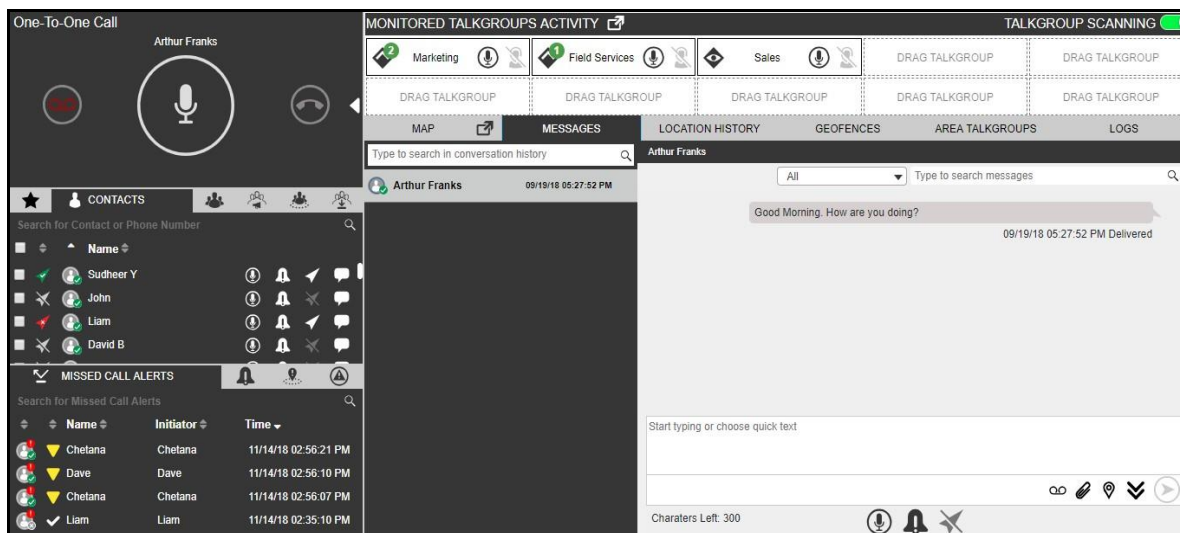 One-To-One Call
Arthur Franks
MONITORED TALKGROUPS ACTIVITY
TALKGROUP SCANNING
2 Marketing
1 Field Services
Sales
DRAG TALKGROUP
DRAG TALKGROUP
DRAG TALKGROUP
DRAG TALKGROUP
DRAG TALKGROUP
DRAG TALKGROUP
DRAG TALKGROUP
MAP
MESSAGES
LOCATION HISTORY
GEOFENCES
AREA TALKGROUPS
LOGS
Type to search in conversation history
Arthur Franks 09/19/18 05:27:52 PM
Arthur Franks
All
Type to search messages
Good Morning. How are you doing?
09/19/18 05:27:52 PM Delivered
Start typing or choose quick text
Charaters Left: 300
CONTACTS
Search for Contact or Phone Number
Name
Sudheer Y
John
Liam
David B
MISSED CALL ALERTS
Search for Missed Call Alerts
Name Initiator Time
Chetana Chetana 11/14/18 02:56:21 PM
Dave Dave 11/14/18 02:56:10 PM
Chetana Chetana 11/14/18 02:56:07 PM
Liam Liam 11/14/18 02:35:10 PM